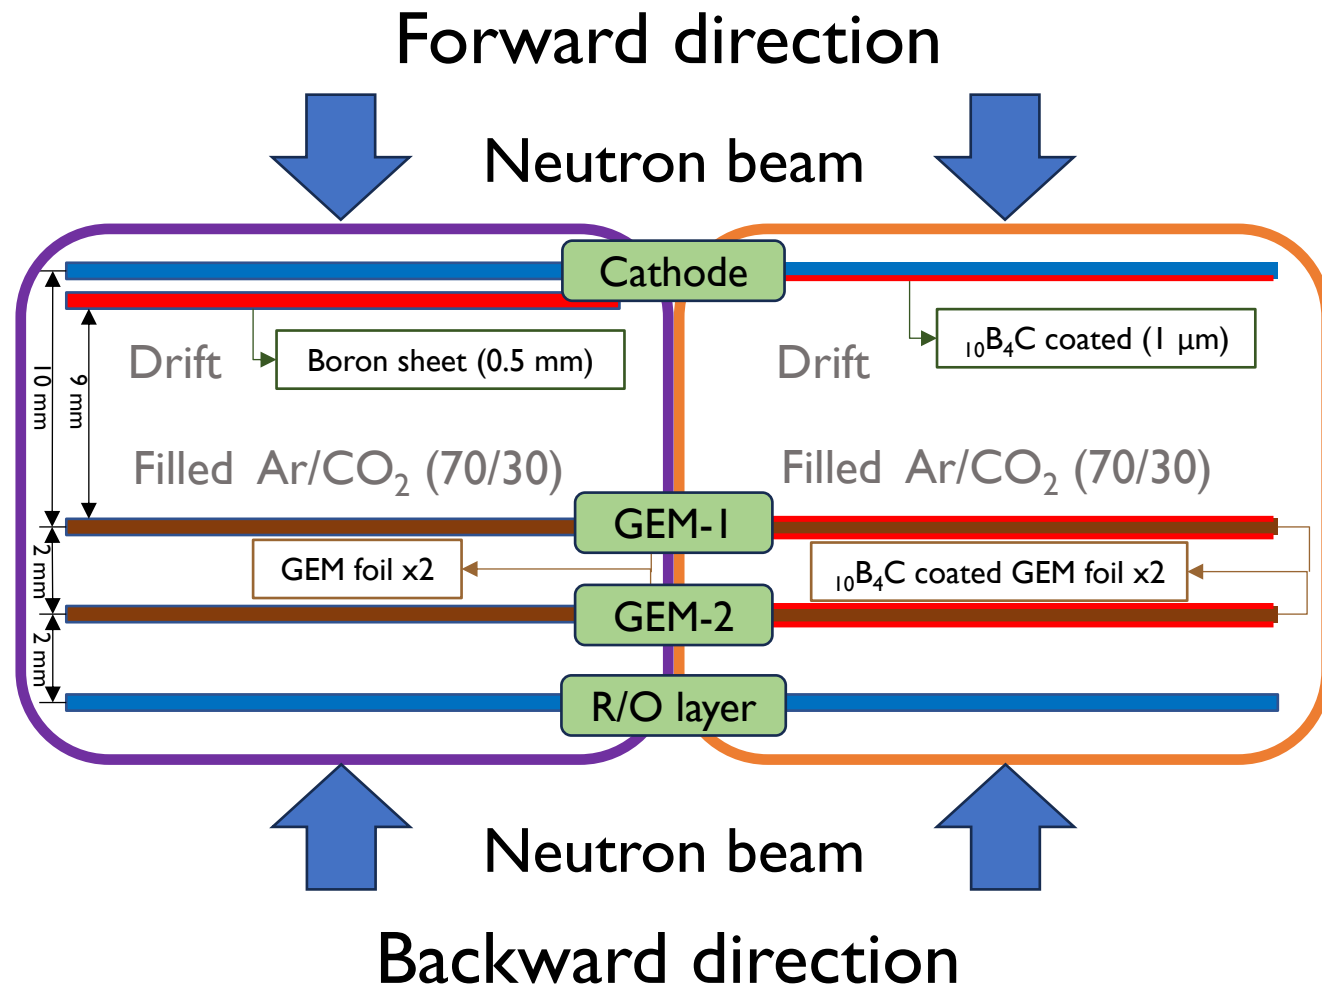 Forward direction
Neutron beam
Cathode
Boron sheet (0.5 mm)
₁₀B₄C coated (1 μm)
Drift
Drift
10 mm
9 mm
Filled Ar/CO₂ (70/30)
Filled Ar/CO₂ (70/30)
GEM-1
2 mm
GEM foil x2
₁₀B₄C coated GEM foil x2
GEM-2
2 mm
R/O layer
Neutron beam
Backward direction